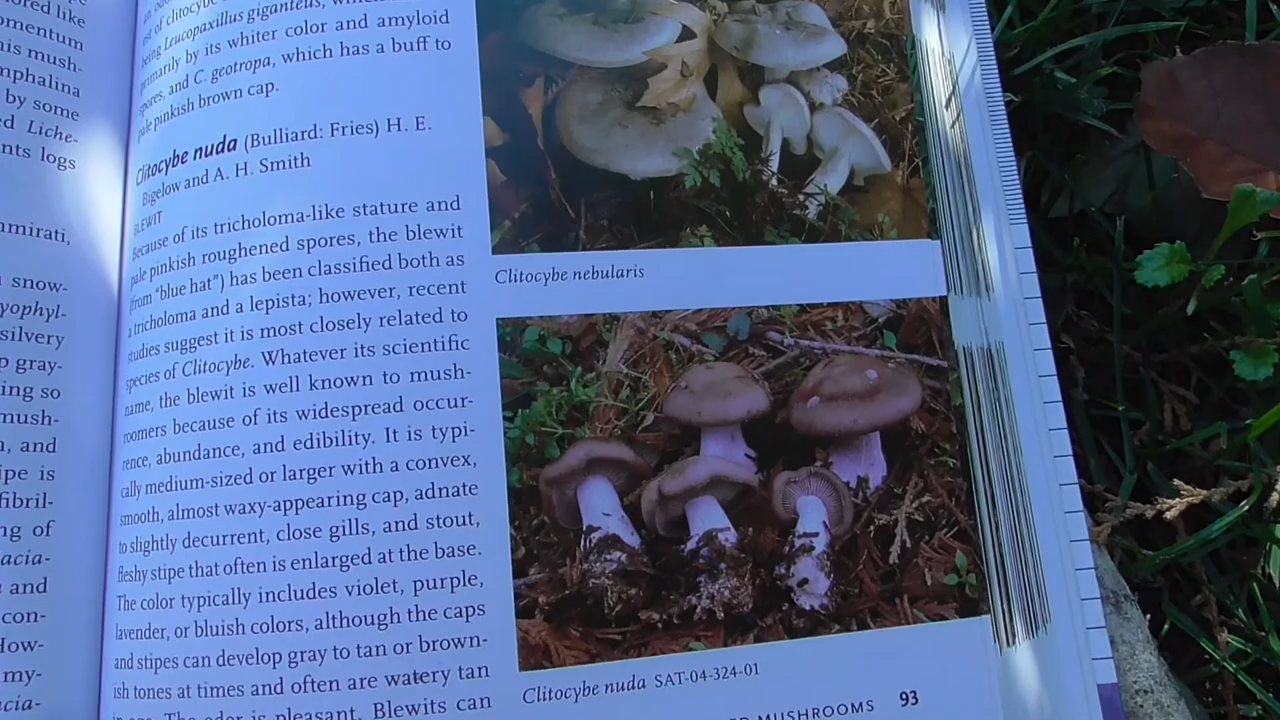 ored like
omentum
is mush-
mphalina
by some
ed Liche-
nts logs
mmirati,
snow-
yophyl-
silvery
p gray-
ing so
mush-
, and
ipe is
fibril-
ng of
acia-
and
con-
How-
my-
cia-
est of clitocybe
being Leucopaxillus giganteus,
primarily by its whiter color and amyloid
spores, and C. geotropa, which has a buff to
pale pinkish brown cap.
Clitocybe nuda (Bulliard: Fries) H. E.
Bigelow and A. H. Smith
BLEWIT
Because of its tricholoma-like stature and
pale pinkish roughened spores, the blewit
(from “blue hat”) has been classified both as
a tricholoma and a lepista; however, recent
studies suggest it is most closely related to
species of Clitocybe. Whatever its scientific
name, the blewit is well known to mush-
roomers because of its widespread occur-
rence, abundance, and edibility. It is typi-
cally medium-sized or larger with a convex,
smooth, almost waxy-appearing cap, adnate
to slightly decurrent, close gills, and stout,
fleshy stipe that often is enlarged at the base.
The color typically includes violet, purple,
lavender, or bluish colors, although the caps
and stipes can develop gray to tan or brown-
ish tones at times and often are watery tan
The odor is pleasant. Blewits can
Clitocybe nebularis
Clitocybe nuda SAT-04-324-01
MUSHROOMS 93